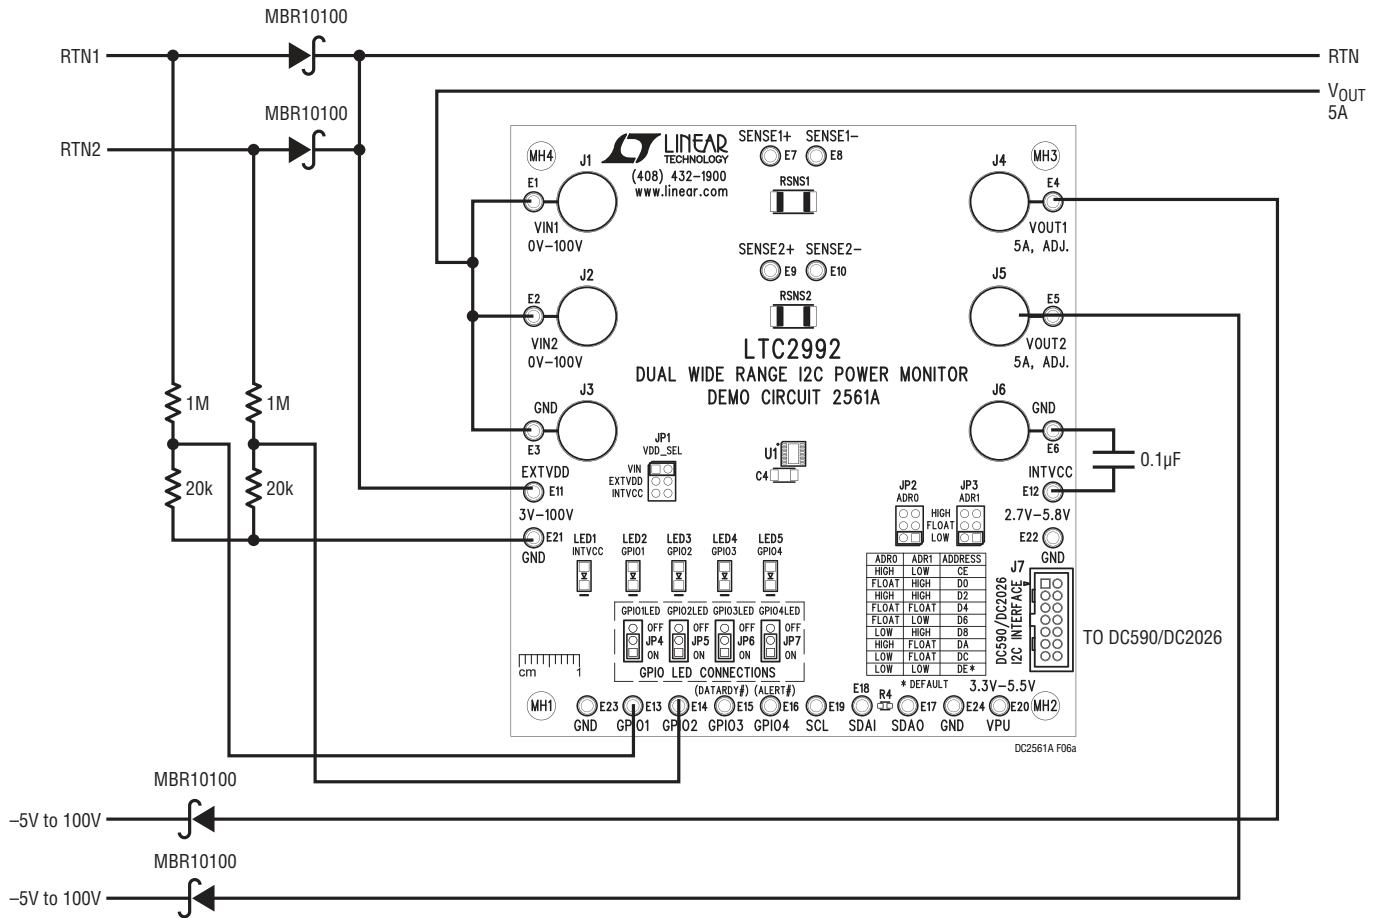 MBR10100
RTN1
RTN
VOUT
5A
MBR10100
RTN2
MH4
LINEAR
TECHNOLOGY
(408) 432-1900
www.linear.com
SENSE1+ SENSE1-
E7 E8
RSNS1
MH3
J1
E1
VIN1
0V-100V
J4
E4
VOUT1
5A, ADJ.
SENSE2+ SENSE2-
E9 E10
RSNS2
J2
E2
VIN2
0V-100V
J5
E5
VOUT2
5A, ADJ.
LTC2992
DUAL WIDE RANGE I2C POWER MONITOR
DEMO CIRCUIT 2561A
J3
GND
E3
J6
GND
E6
1M
1M
20k
20k
0.1µF
EXTVDD
E11
3V-100V
E21
GND
JP1
VDD_SEL
VIN
EXTVDD
INTVCC
U1
C4
INTVCC
E12
2.7V-5.8V
E22
GND
JP2
ADR0
JP3
ADR1
HIGH
FLOAT
LOW
LED1
INTVCC
LED2
GPIO1
LED3
GPIO2
LED4
GPIO3
LED5
GPIO4
ADR0 ADR1 ADDRESS
HIGH LOW CE
FLOAT HIGH D0
HIGH HIGH D2
FLOAT FLOAT D4
FLOAT LOW D6
LOW HIGH D8
HIGH FLOAT DA
LOW FLOAT DC
LOW LOW DE*
* DEFAULT
J7
DC590/DC2026
I2C INTERFACE
TO DC590/DC2026
GPIO1LED GPIO2LED GPIO3LED GPIO4LED
OFF OFF OFF OFF
JP4 JP5 JP6 JP7
ON ON ON ON
GPIO LED CONNECTIONS
cm 1
(DATARDY#) (ALERT#)
E18
R4
3.3V-5.5V
MH1
E23 E13 E14 E15 E16 E19 E17 E24 E20
MH2
GND GPIO1 GPIO2 GPIO3 GPIO4 SCL SDAI SDAO GND VPU
DC2561A F06a
MBR10100
–5V to 100V
MBR10100
–5V to 100V